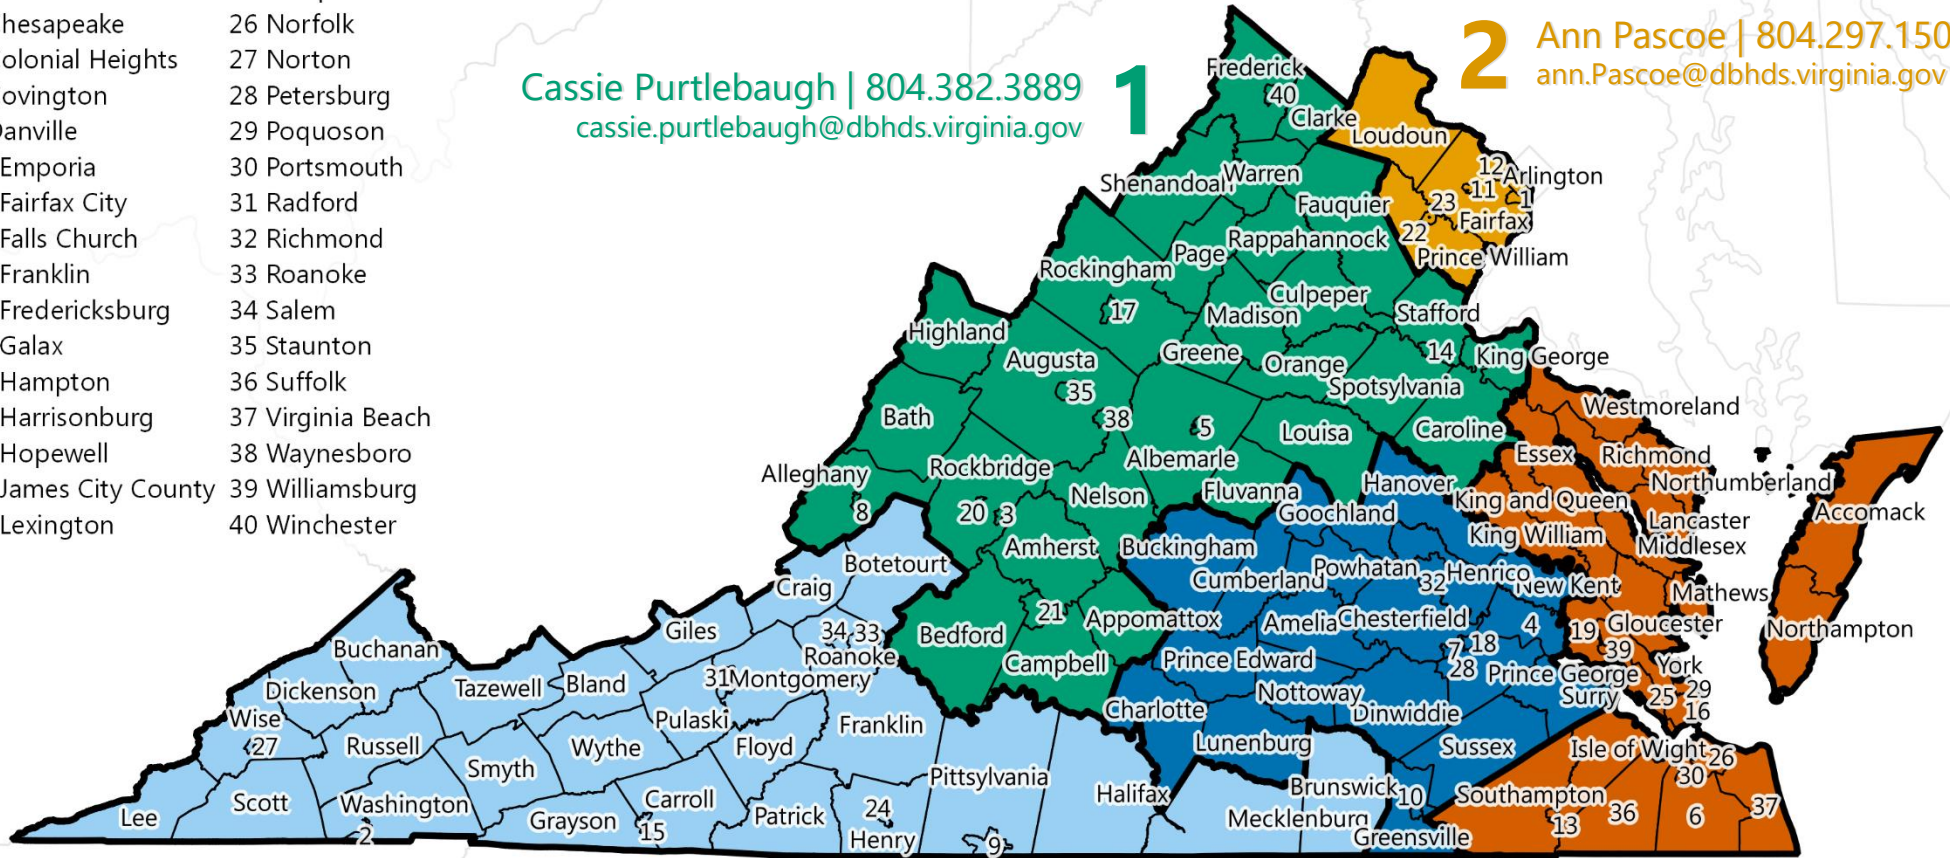 hesapeake 26 Norfolk
olonial Heights 27 Norton
ovington 28 Petersburg
Danville 29 Poquoson
Emporia 30 Portsmouth
Fairfax City 31 Radford
Falls Church 32 Richmond
Franklin 33 Roanoke
Fredericksburg 34 Salem
Galax 35 Staunton
Hampton 36 Suffolk
Harrisonburg 37 Virginia Beach
Hopewell 38 Waynesboro
James City County 39 Williamsburg
Lexington 40 Winchester
Cassie Purtlebaugh | 804.382.3889
cassie.purtlebaugh@dbhds.virginia.gov
1
2
Ann Pascoe | 804.297.150
ann.Pascoe@dbhds.virginia.gov
Frederick
40
Clarke
Loudoun
12
Arlington
11
1
23
Fairfax
22
Prince William
Shenandoah
Warren
Fauquier
Rappahannock
Page
Rockingham
17
Culpeper
Madison
Stafford
Highland
Augusta
Greene
Orange
14
King George
Spotsylvania
35
38
5
Bath
Louisa
Caroline
Westmoreland
Essex
Richmond
Alleghany
8
Rockbridge
Albemarle
Nelson
Fluvanna
Hanover
Goochland
King and Queen
Northumberland
Lancaster
Accomack
20
3
Amherst
Buckingham
King William
Middlesex
Botetourt
Craig
Cumberland
Powhatan
32
Henrico
New Kent
Mathews
21
Appomattox
Amelia
Chesterfield
4
19
Gloucester
Northampton
Giles
34
33
Roanoke
Bedford
Campbell
Prince Edward
7
18
28
39
Prince George
York
Buchanan
Dickenson
Tazewell
Bland
31
Montgomery
Surry
25
29
16
Charlotte
Nottoway
Dinwiddie
Wise
27
Russell
Wythe
Pulaski
Floyd
Franklin
Lunenburg
Sussex
Isle of Wight
26
30
Smyth
Pittsylvania
Halifax
Brunswick
10
Southampton
36
6
37
Lee
Scott
Washington
2
Grayson
Carroll
15
Patrick
24
Henry
9
Mecklenburg
Greensville
13